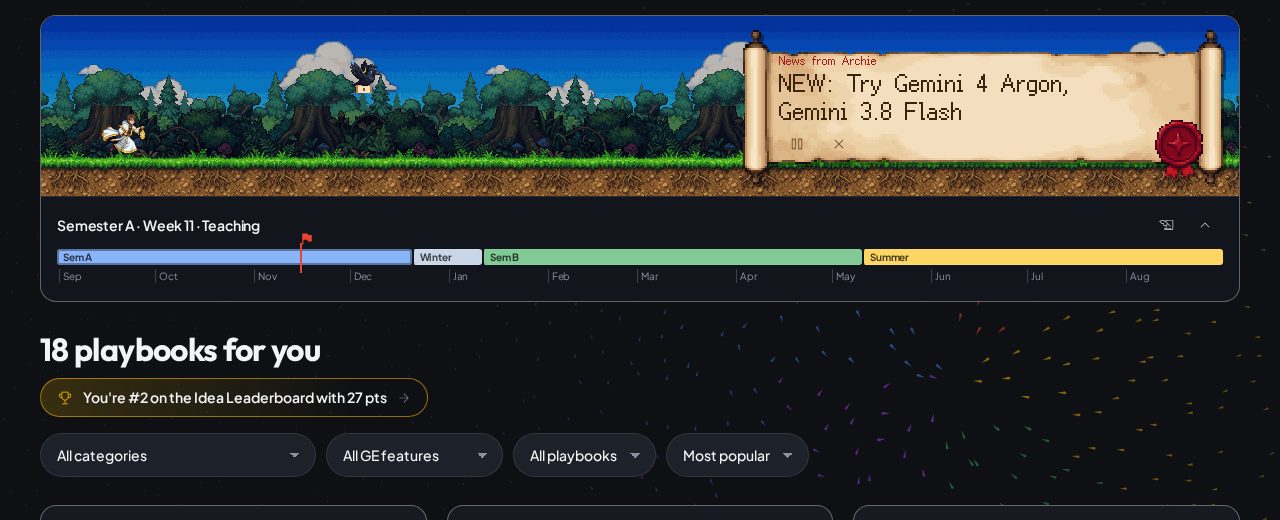 News from Archie
NEW: Try Gemini 4 Argon,
Gemini 3.8 Flash
Semester A · Week 11 · Teaching
Sem A
Winter
Sem B
Summer
Sep
Oct
Nov
Dec
Jan
Feb
Mar
Apr
May
Jun
Jul
Aug
18 playbooks for you
You're #2 on the Idea Leaderboard with 27 pts
All categories
All GE features
All playbooks
Most popular